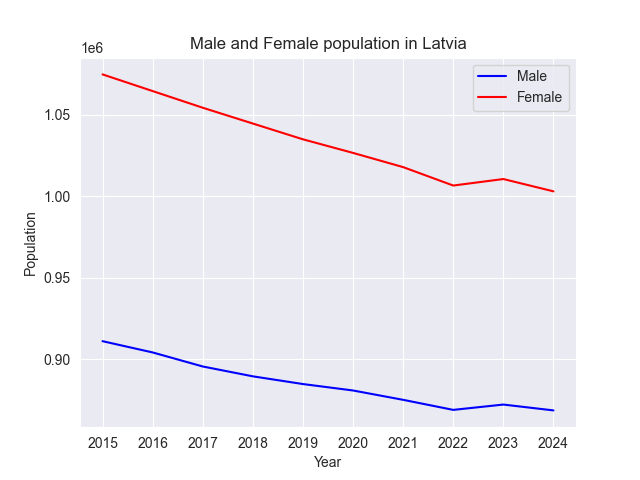 Male and Female population in Latvia
1e6
Male
Female
1.05
1.00
0.95
0.90
Population
2015 2016 2017 2018 2019 2020 2021 2022 2023 2024
Year